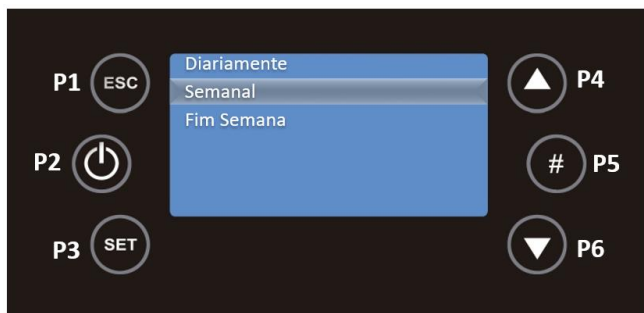 Diariamente
Semanal
Fim Semana
P1 ESC
P2
P3 SET
P4
# P5
P6